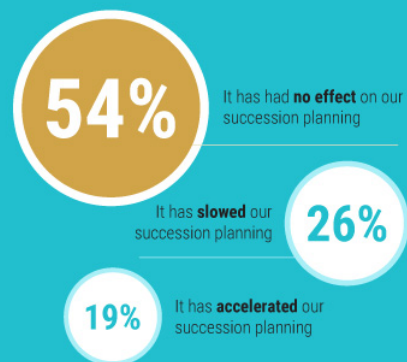 54%
It has had no effect on our
succession planning
It has slowed our
succession planning
26%
19%
It has accelerated our
succession planning